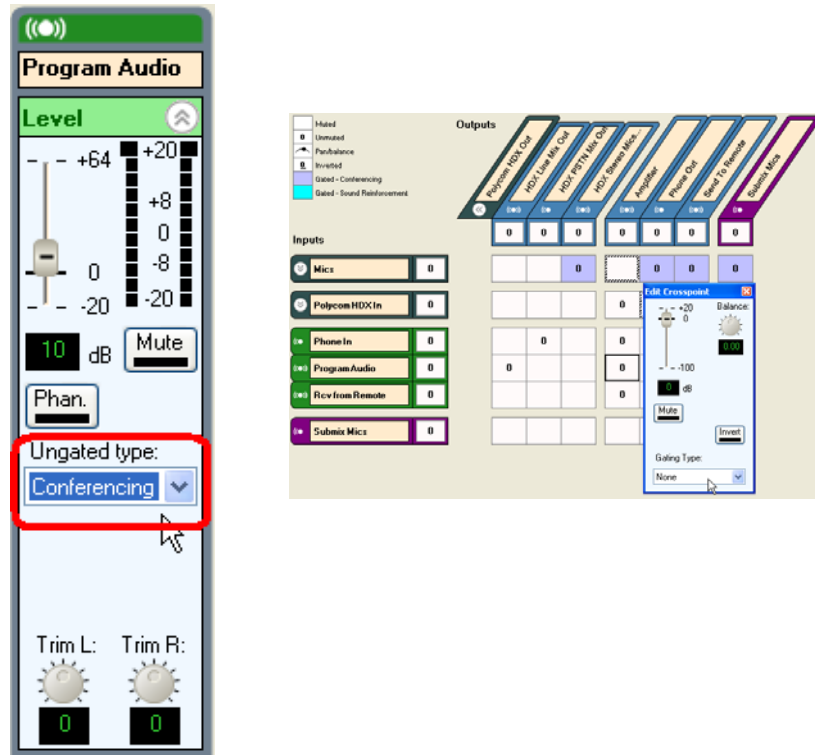 Program Audio
Level
+64
+20
+8
0
0
-8
-20
-20
10 dB
Mute
Phan.
Ungated type:
Conferencing
Trim L:
Trim R:
0
0
Muted
0 Unmuted
Pan/balance
0 Inverted
Gated - Conferencing
Gated - Sound Reinforcement
Outputs
Polycom HDX Out
HDX Line Mix Out
HDX PSTN Mix Out
HDX Stereo Mics...
Amplifier
Phone Out
Send To Remote
Submix Mics
0 0 0 0 0 0 0
Inputs
Mics 0 0 0 0 0
Polycom HDX In 0 0
Phone In 0 0 0
Program Audio 0 0 0
Rcv from Remote 0 0
Submix Mics 0
Edit Crosspoint
+20
0
-100
Balance:
0.00
0 dB
Mute
Invert
Gating Type:
None